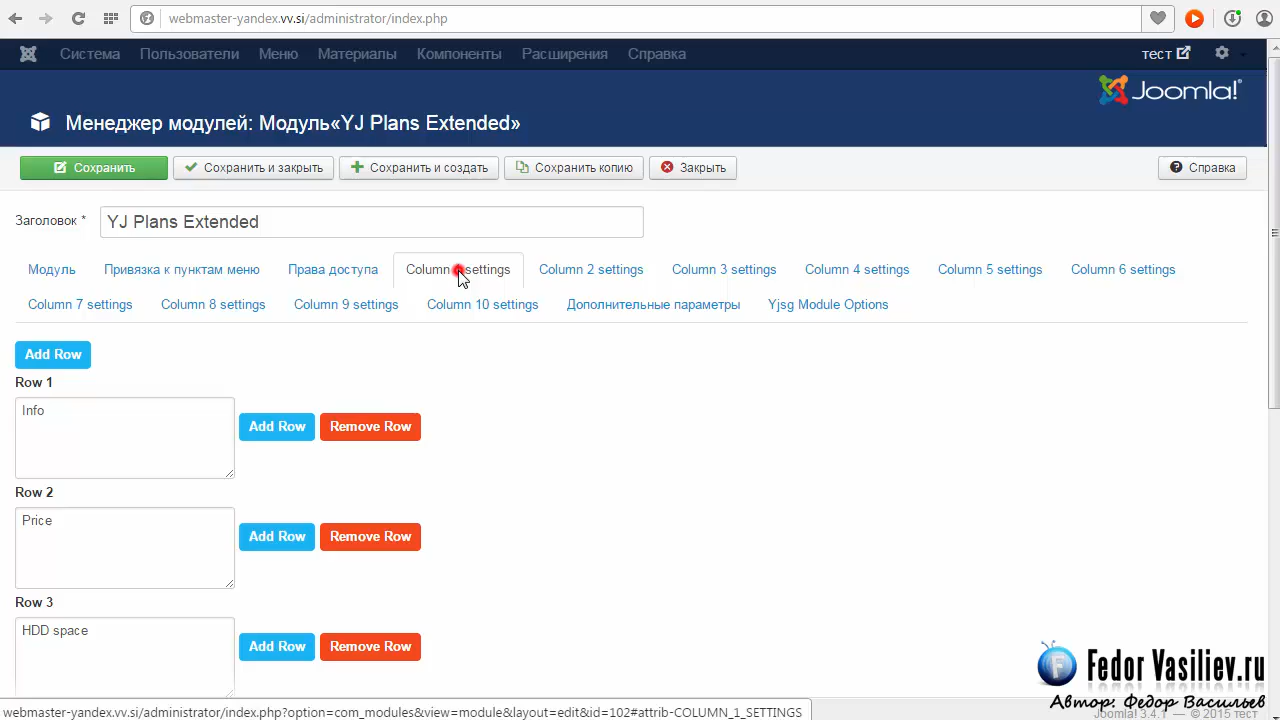 webmaster-yandex.vv.si/administrator/index.php
Система Пользователи Меню Материалы Компоненты Расширения Справка тест
Joomla!
Менеджер модулей: Модуль«YJ Plans Extended»
Сохранить Сохранить и закрыть Сохранить и создать Сохранить копию Закрыть Справка
Заголовок * YJ Plans Extended
Модуль Привязка к пунктам меню Права доступа Column settings Column 2 settings Column 3 settings Column 4 settings Column 5 settings Column 6 settings
Column 7 settings Column 8 settings Column 9 settings Column 10 settings Дополнительные параметры Yjsg Module Options
Add Row
Row 1
Info
Add Row Remove Row
Row 2
Price
Add Row Remove Row
Row 3
HDD space
Add Row Remove Row
Fedor Vasiliev.ru
Автор: Федор Васильев
webmaster-yandex.vv.si/administrator/index.php?option=com_modules&view=module&layout=edit&id=102#attrib-COLUMN_1_SETTINGS
Joomla! 3.4.1 — © 2015 тест